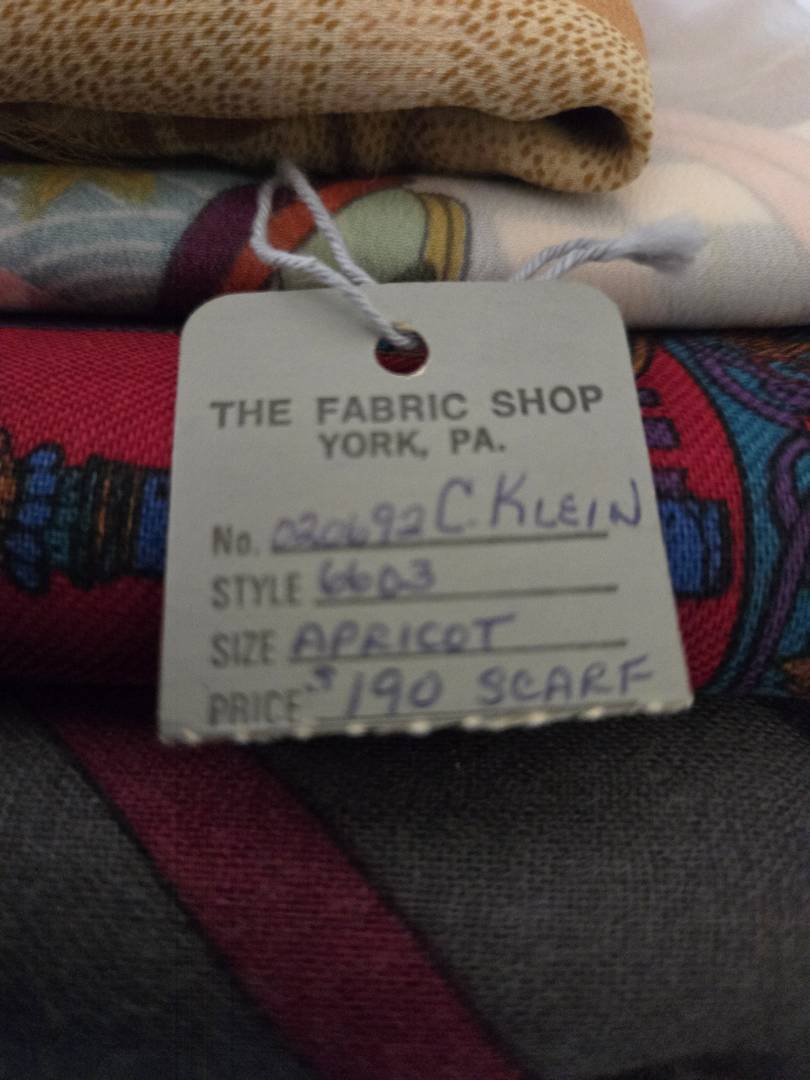 THE FABRIC SHOP
YORK, PA.
No. 020692 C. KLEIN
STYLE 6603
SIZE APRICOT
PRICE $190 SCARF